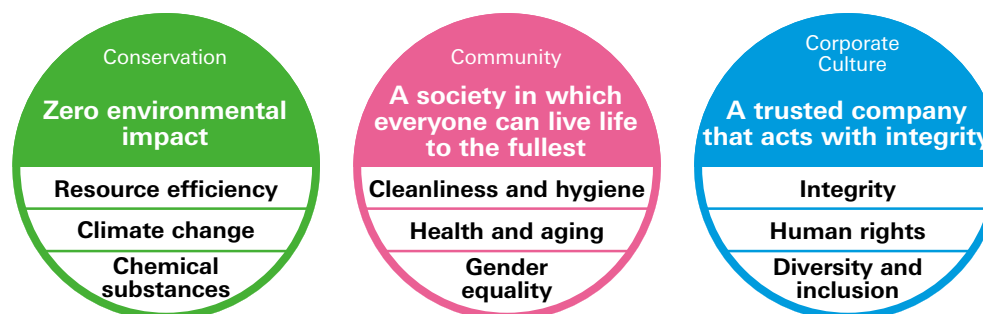 Conservation
Zero environmental
impact
Resource efficiency
Climate change
Chemical
substances
Community
A society in which
everyone can live life
to the fullest
Cleanliness and hygiene
Health and aging
Gender
equality
Corporate
Culture
A trusted company
that acts with integrity
Integrity
Human rights
Diversity and
inclusion